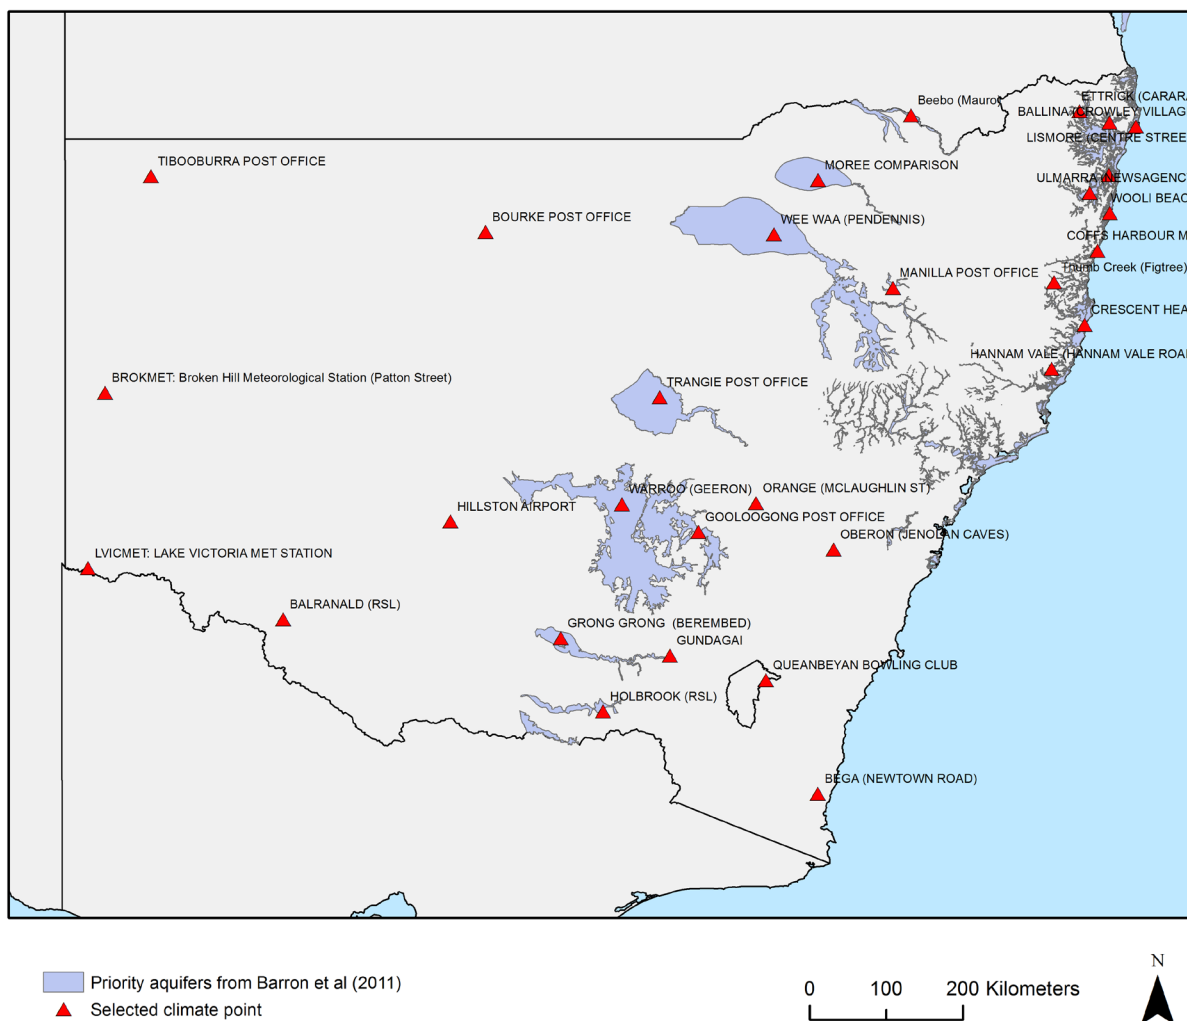 Beebo (Mauro)
ETTRICK (CARARA
BALLINA (CROWLEY VILLAG
LISMORE (CENTRE STREE
TIBOOBURRA POST OFFICE
MOREE COMPARISON
ULMARRA (NEWSAGENC
WOOLI BEAC
BOURKE POST OFFICE
WEE WAA (PENDENNIS)
COFFS HARBOUR M
MANILLA POST OFFICE
Thumb Creek (Figtree)
CRESCENT HEA
HANNAM VALE (HANNAM VALE ROAD
BROKMET: Broken Hill Meteorological Station (Patton Street)
TRANGIE POST OFFICE
WARROO (GEERON)
ORANGE (MCLAUGHLIN ST)
HILLSTON AIRPORT
GOOLOOGONG POST OFFICE
OBERON (JENOLAN CAVES)
LVICMET: LAKE VICTORIA MET STATION
BALRANALD (RSL)
GRONG GRONG (BEREMBED)
GUNDAGAI
QUEANBEYAN BOWLING CLUB
HOLBROOK (RSL)
BEGA (NEWTOWN ROAD)
N
Priority aquifers from Barron et al (2011)
Selected climate point
0 100 200 Kilometers